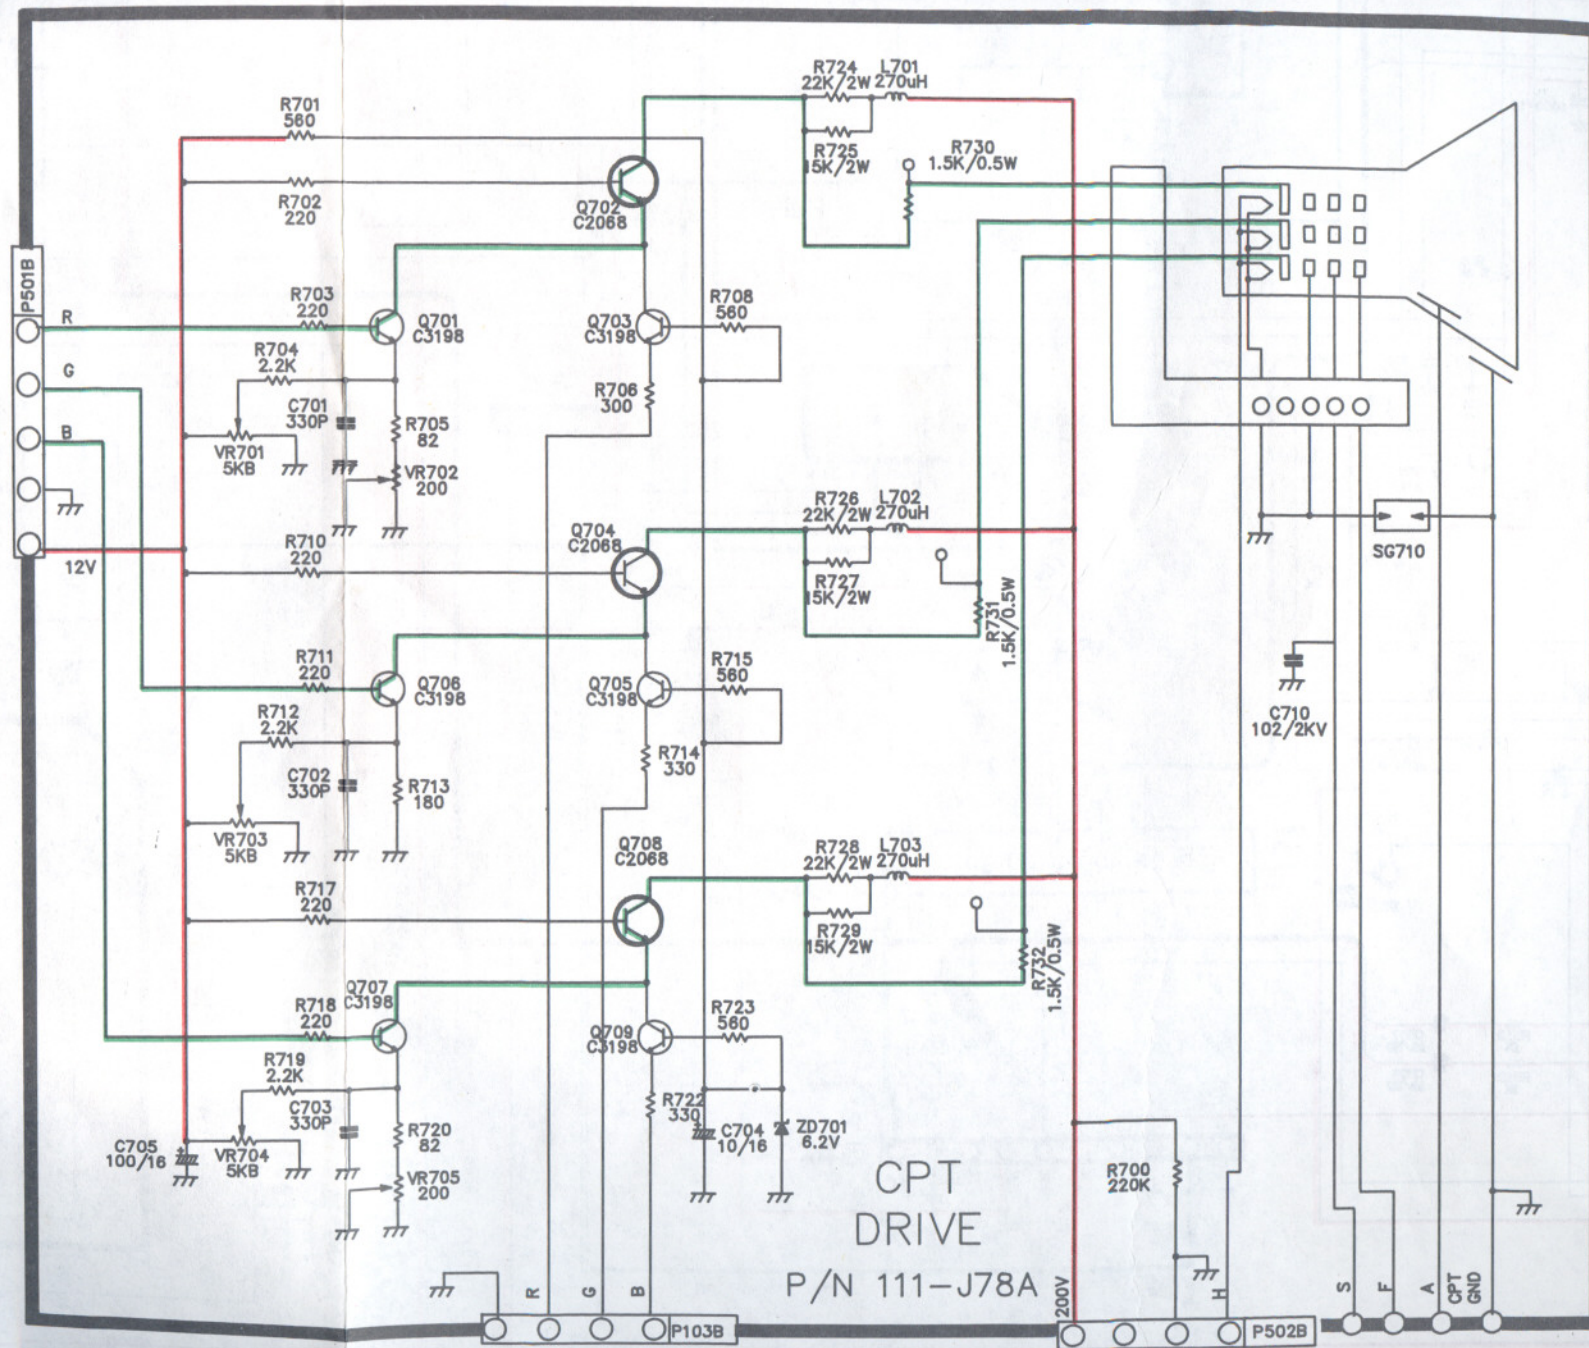 R724
22K/2W
L701
270uH
R701
560
R725
15K/2W
R730
1.5K/0.5W
R702
220
Q702
C2068
P501B
R
R703
220
Q701
C3198
Q703
C3198
R708
560
G
R704
2.2K
R706
300
C701
330P
R705
82
B
VR701
5KB
VR702
200
12V
R710
220
Q704
C2068
R726
22K/2W
L702
270uH
R727
15K/2W
R731
1.5K/0.5W
SG710
R711
220
Q706
C3198
Q705
C3198
R715
560
R712
2.2K
C702
330P
R713
180
R714
330
C710
102/2KV
VR703
5KB
Q708
C2068
R728
22K/2W
L703
270uH
R717
220
R729
15K/2W
R732
1.5K/0.5W
Q707
C3198
R718
220
Q709
C3198
R723
560
R719
2.2K
C703
330P
R720
82
R722
330
C704
10/16
ZD701
6.2V
C705
100/16
VR704
5KB
VR705
200
R700
220K
CPT
DRIVE
P/N 111-J78A
R
G
B
P103B
200V
H
P502B
S
F
A
CPT
GND